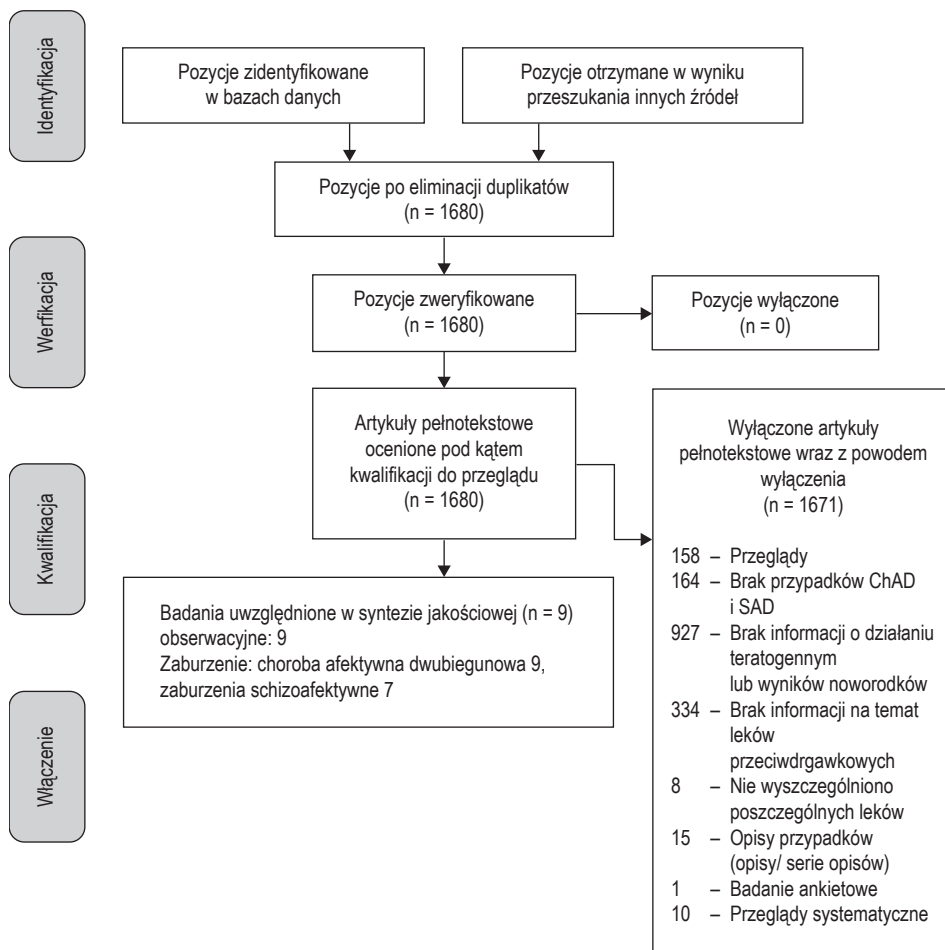 Identyfikacja
Pozycje zidentyfikowane
w bazach danych
Pozycje otrzymane w wyniku
przeszukania innych źródeł
Pozycje po eliminacji duplikatów
(n = 1680)
Werfikacja
Pozycje zweryfikowane
(n = 1680)
Pozycje wyłączone
(n = 0)
Kwalifikacja
Artykuły pełnotekstowe
ocenione pod kątem
kwalifikacji do przeglądu
(n = 1680)
Wyłączone artykuły
pełnotekstowe wraz z powodem
wyłączenia
(n = 1671)
158 – Przeglądy
164 – Brak przypadków ChAD
i SAD
927 – Brak informacji o działaniu
teratogennym
lub wyników noworodków
334 – Brak informacji na temat
leków
przeciwdrgawkowych
8 – Nie wyszczególniono
poszczególnych leków
15 – Opisy przypadków
(opisy/ serie opisów)
1 – Badanie ankietowe
10 – Przeglądy systematyczne
Włączenie
Badania uwzględnione w syntezie jakościowej (n = 9)
obserwacyjne: 9
Zaburzenie: choroba afektywna dwubiegunowa 9,
zaburzenia schizoafektywne 7